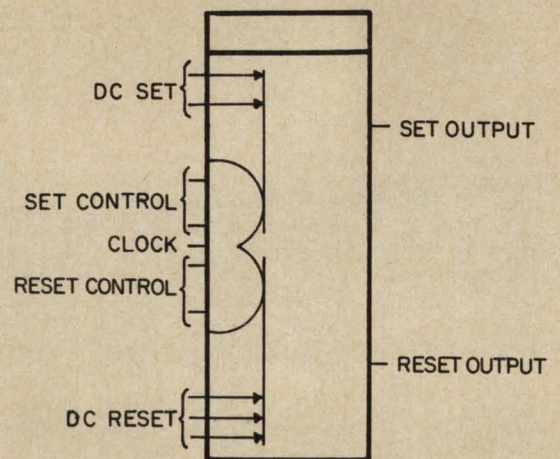 DC SET
SET OUTPUT
SET CONTROL
CLOCK
RESET CONTROL
RESET OUTPUT
DC RESET